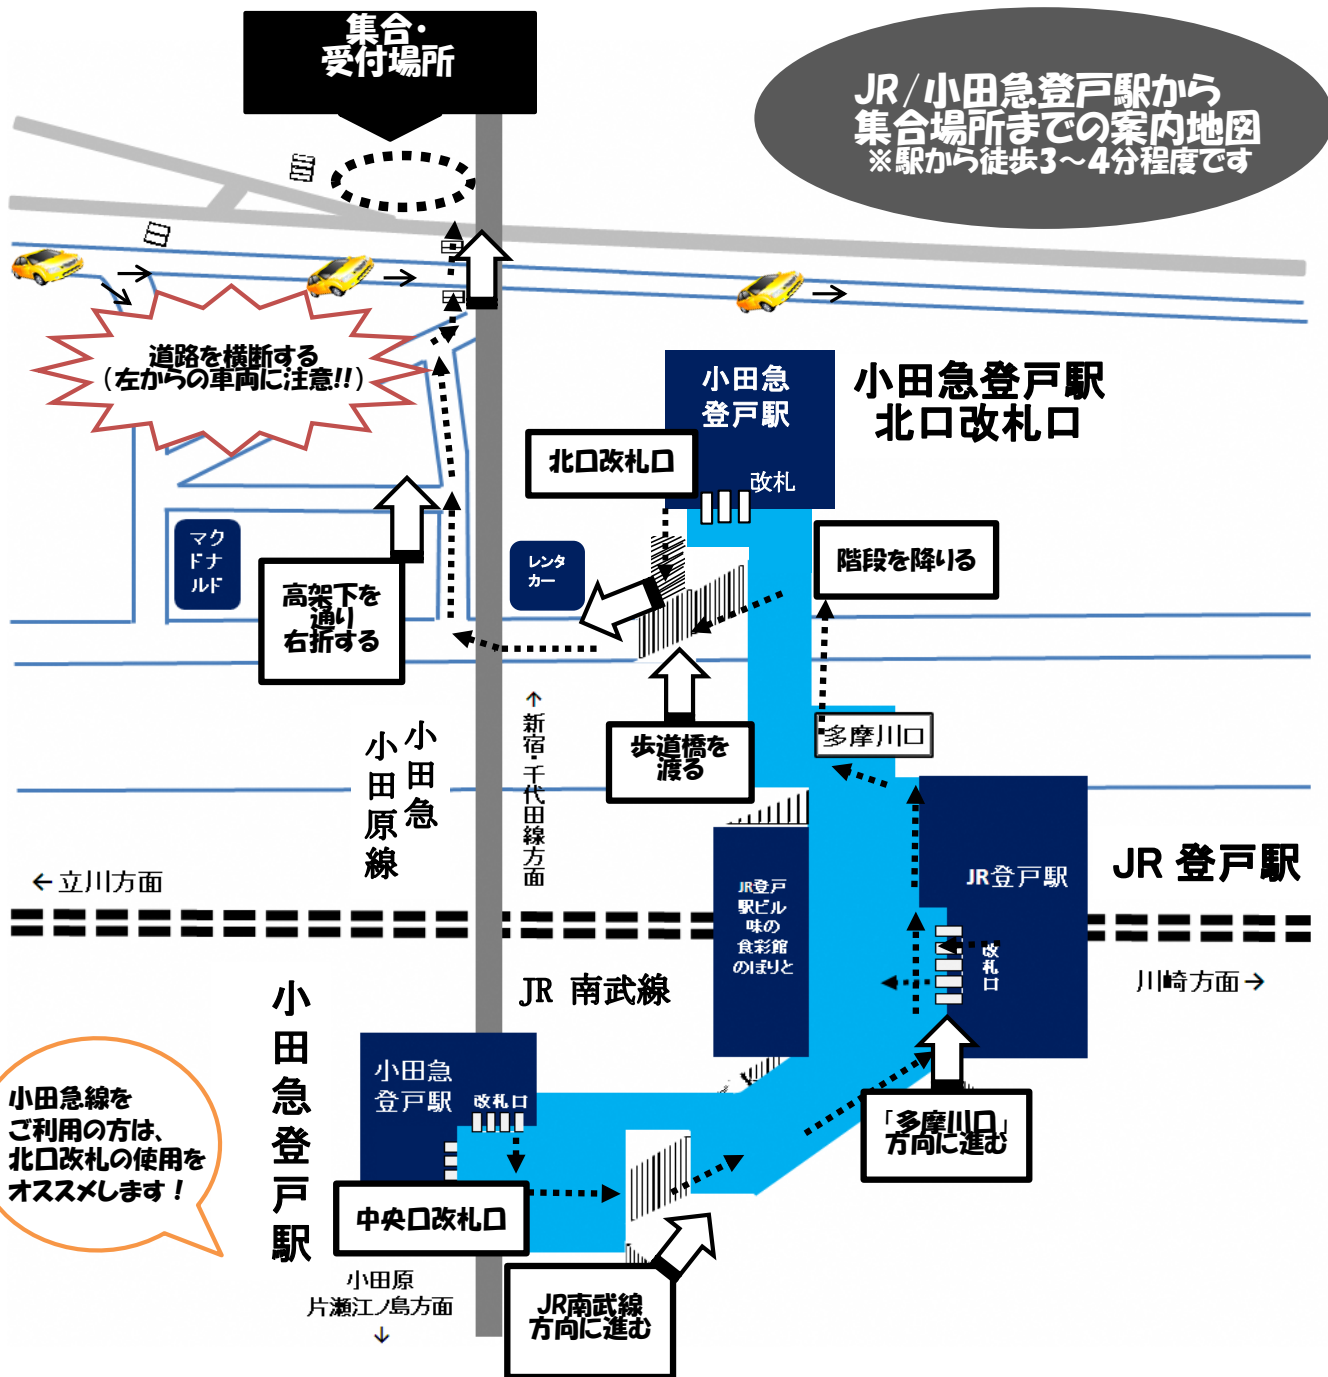 集合・
受付場所
JR/小田急登戸駅から
集合場所までの案内地図
※駅から徒歩3～4分程度です
道路を横断する
(左からの車両に注意!!)
小田急
登戸駅
改札
小田急登戸駅
北口改札口
北口改札口
階段を降りる
マク
ドナ
ルド
レンタ
カー
高架下を
通り
右折する
歩道橋を
渡る
多摩川口
小田急
小田原線
↑新宿・千代田線方面
←立川方面
JR登戸
駅ビル
味の
食彩館
のぼりと
JR登戸駅
改札口
JR 登戸駅
JR 南武線
川崎方面→
小田急登戸駅
小田急
登戸駅
改札口
小田急線を
ご利用の方は、
北口改札の使用を
オススメします！
「多摩川口」
方向に進む
中央口改札口
小田原
片瀬江ノ島方面
↓
JR南武線
方向に進む